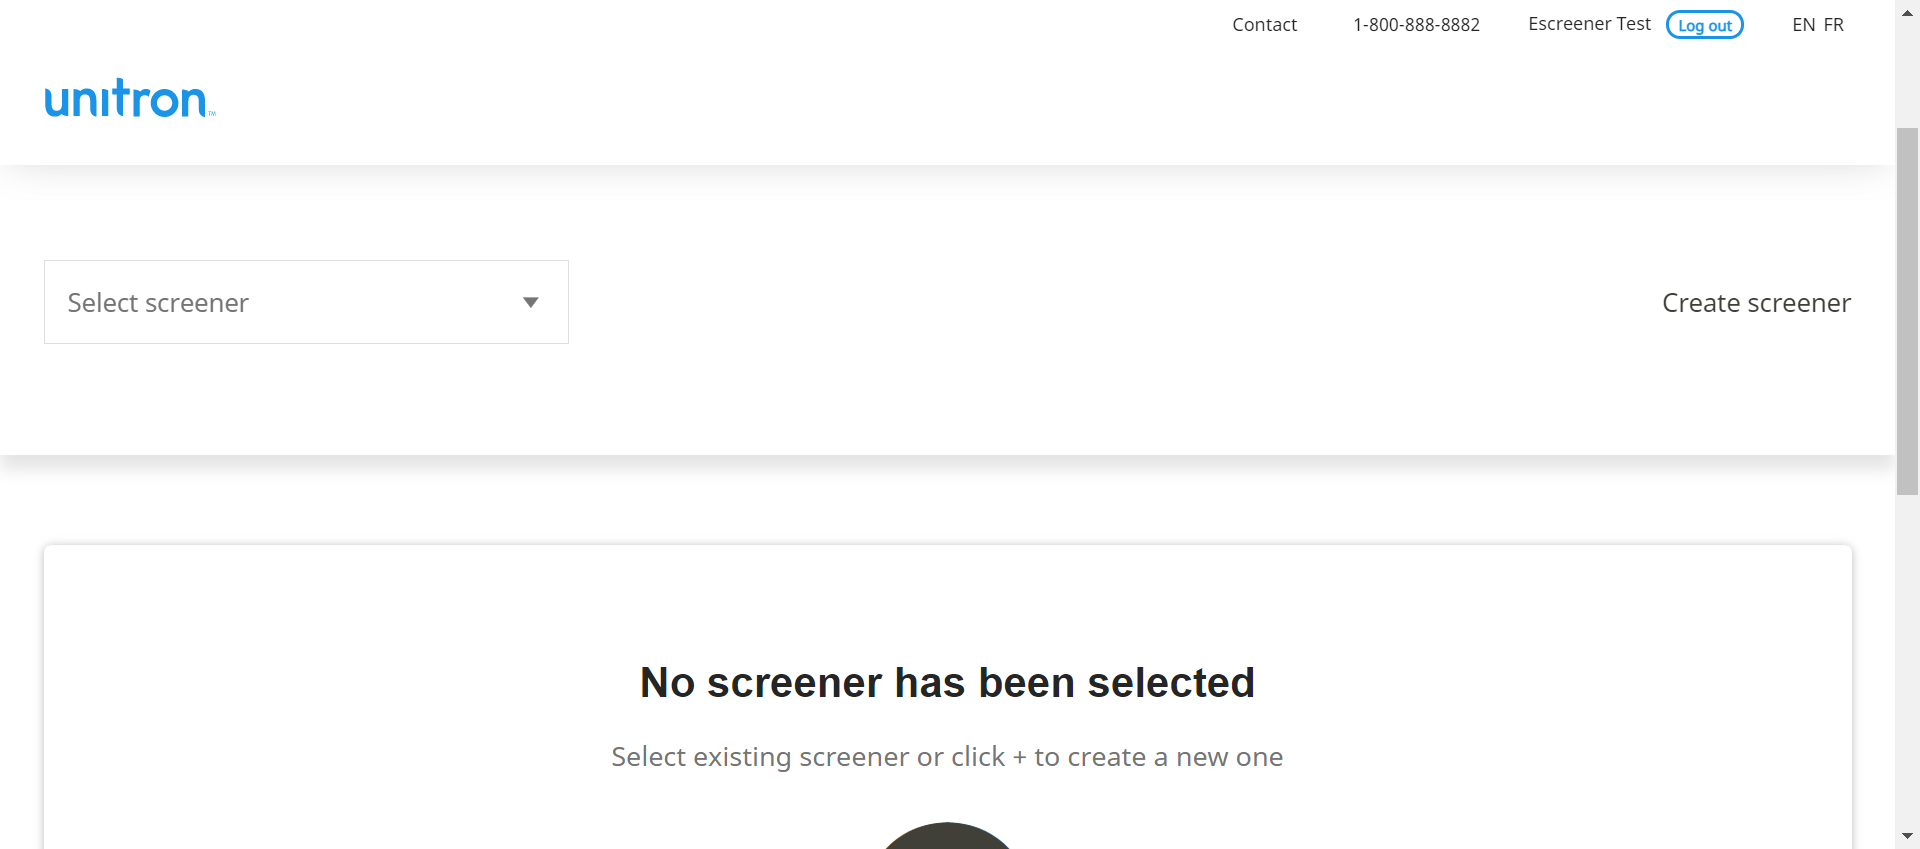 Contact 1-800-888-8882 Escreener Test Log out EN FR
unitron™
Select screener
Create screener
No screener has been selected
Select existing screener or click + to create a new one